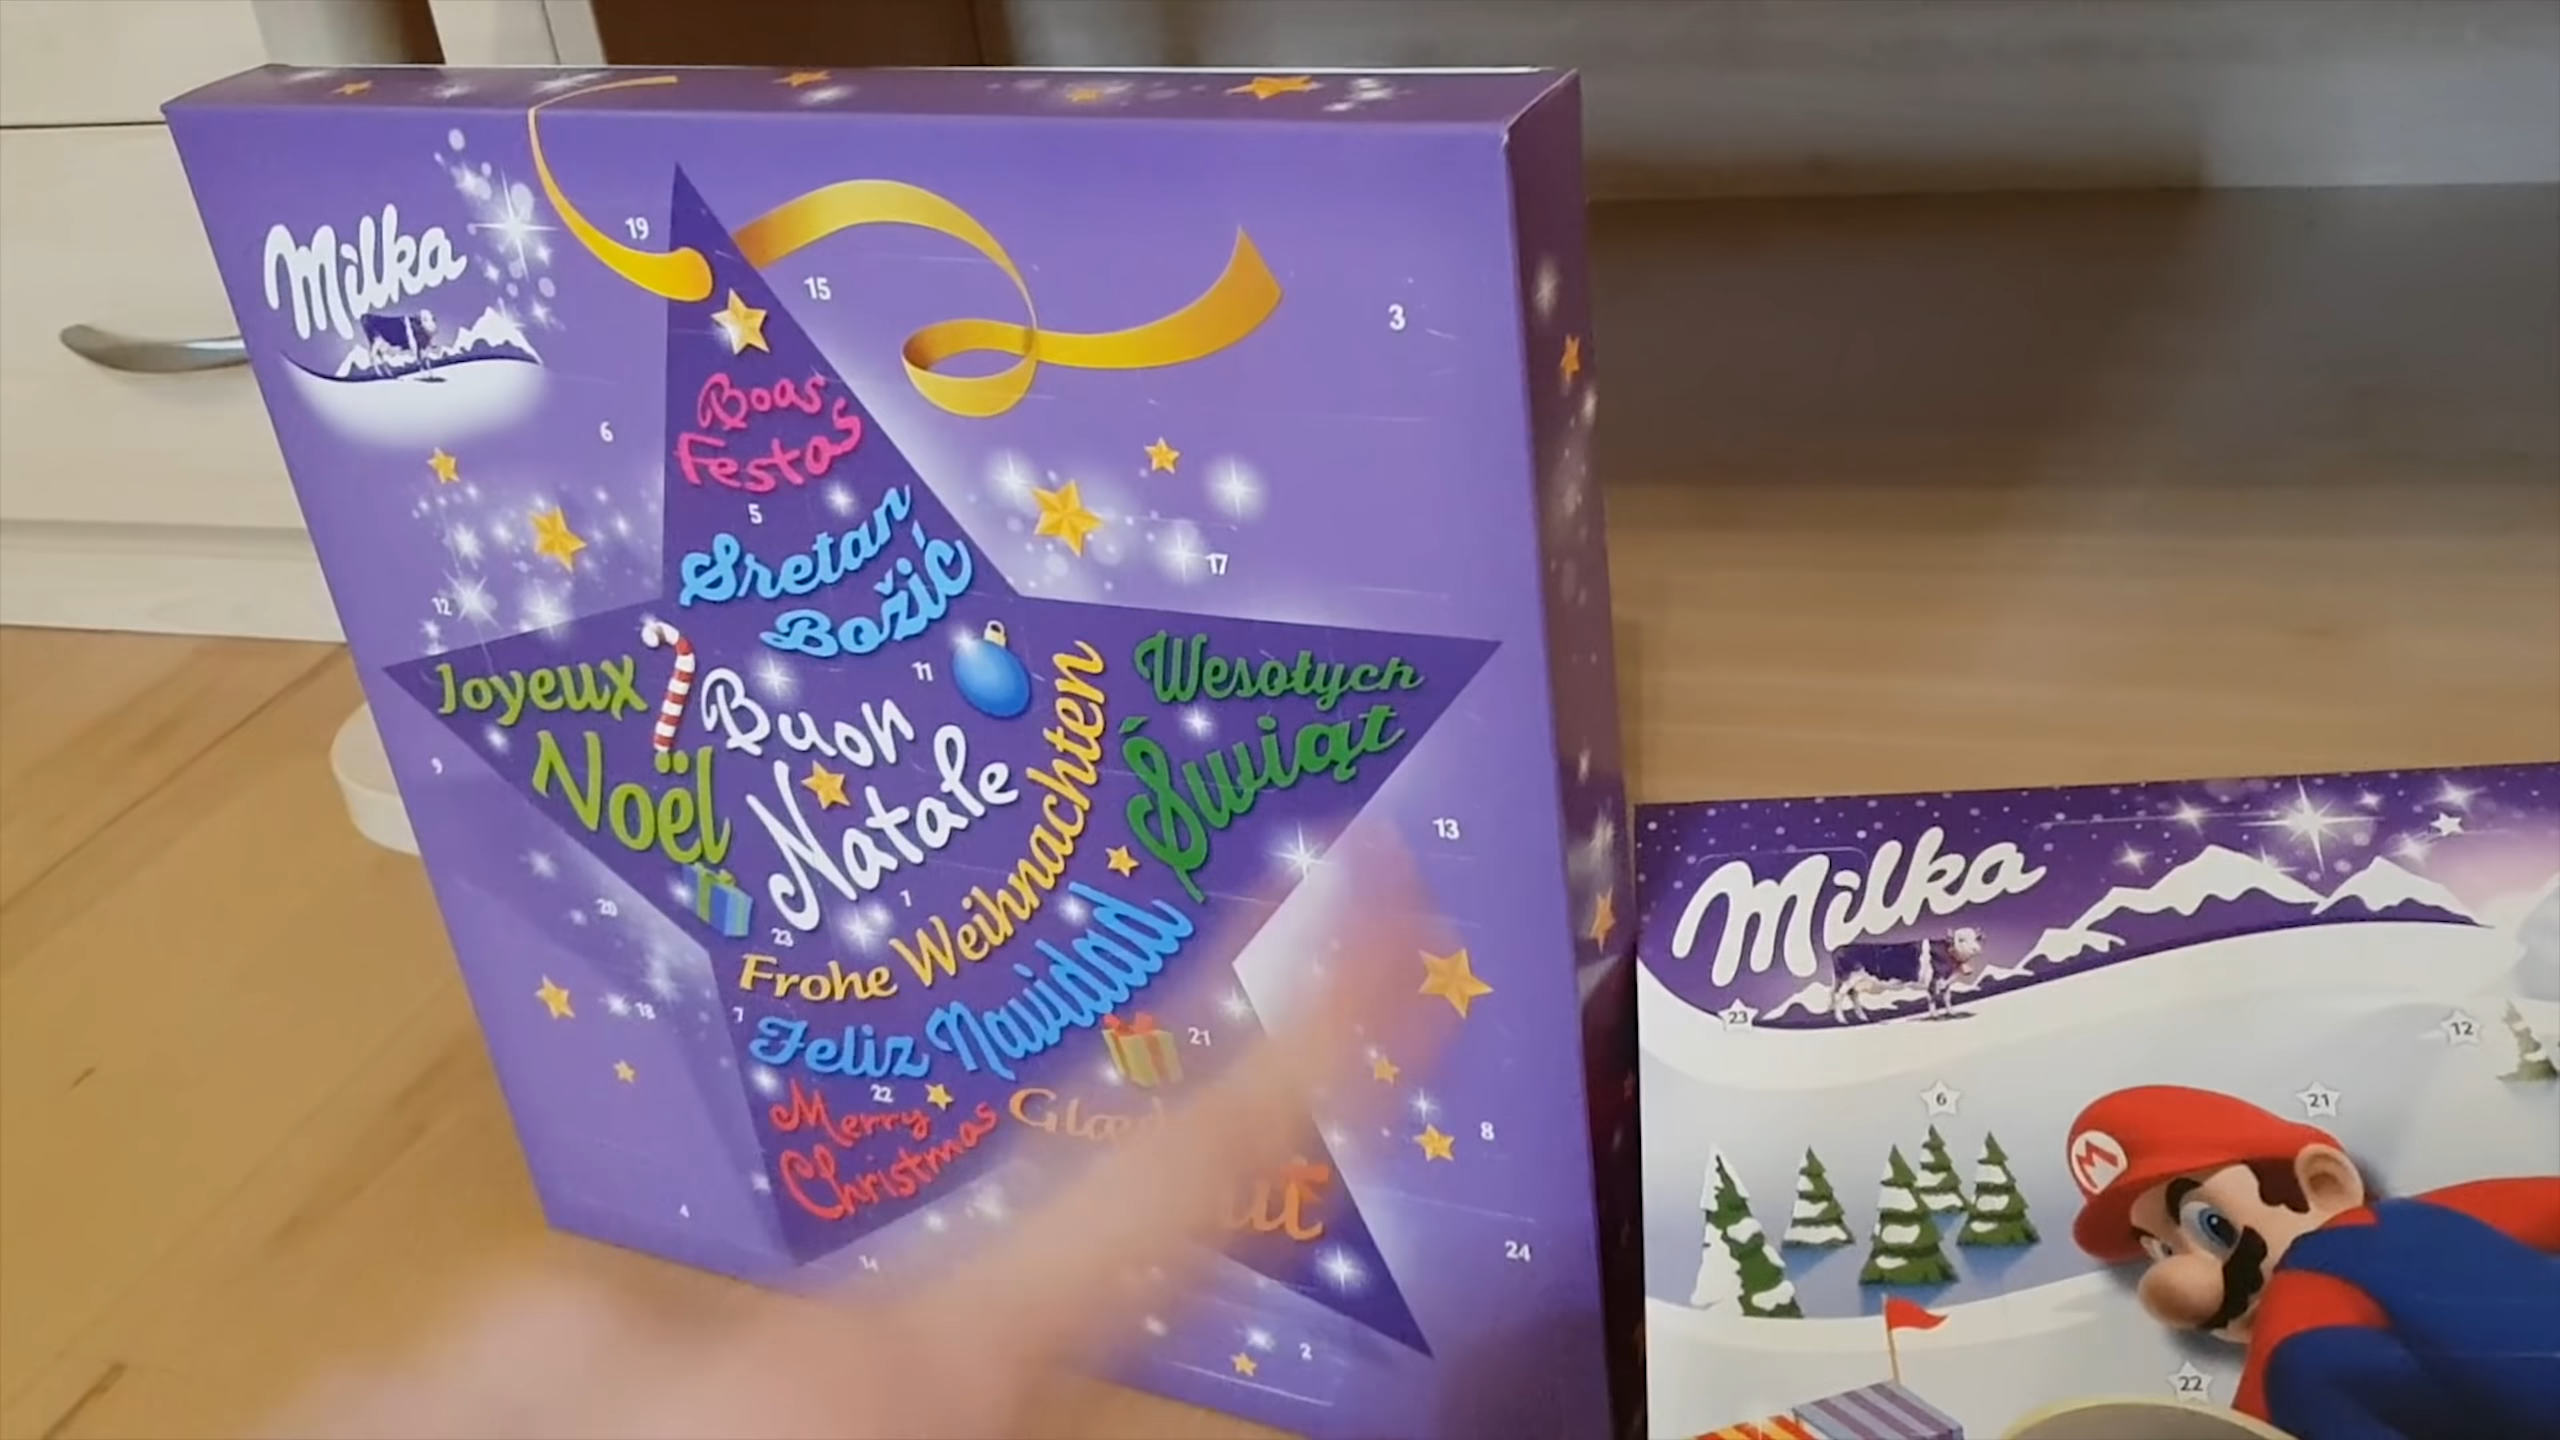 Milka
19
15
3
6
Boas
Festas
5
Sretan
Božić
17
12
Joyeux
Noël
11
Buon
Natale
Wesołych
Świąt
9
13
1
20
23
Frohe Weihnachten
18
7
Feliz Navidad
21
22
Merry
Christmas
8
4
14
24
2
Milka
23
12
6
21
M
22